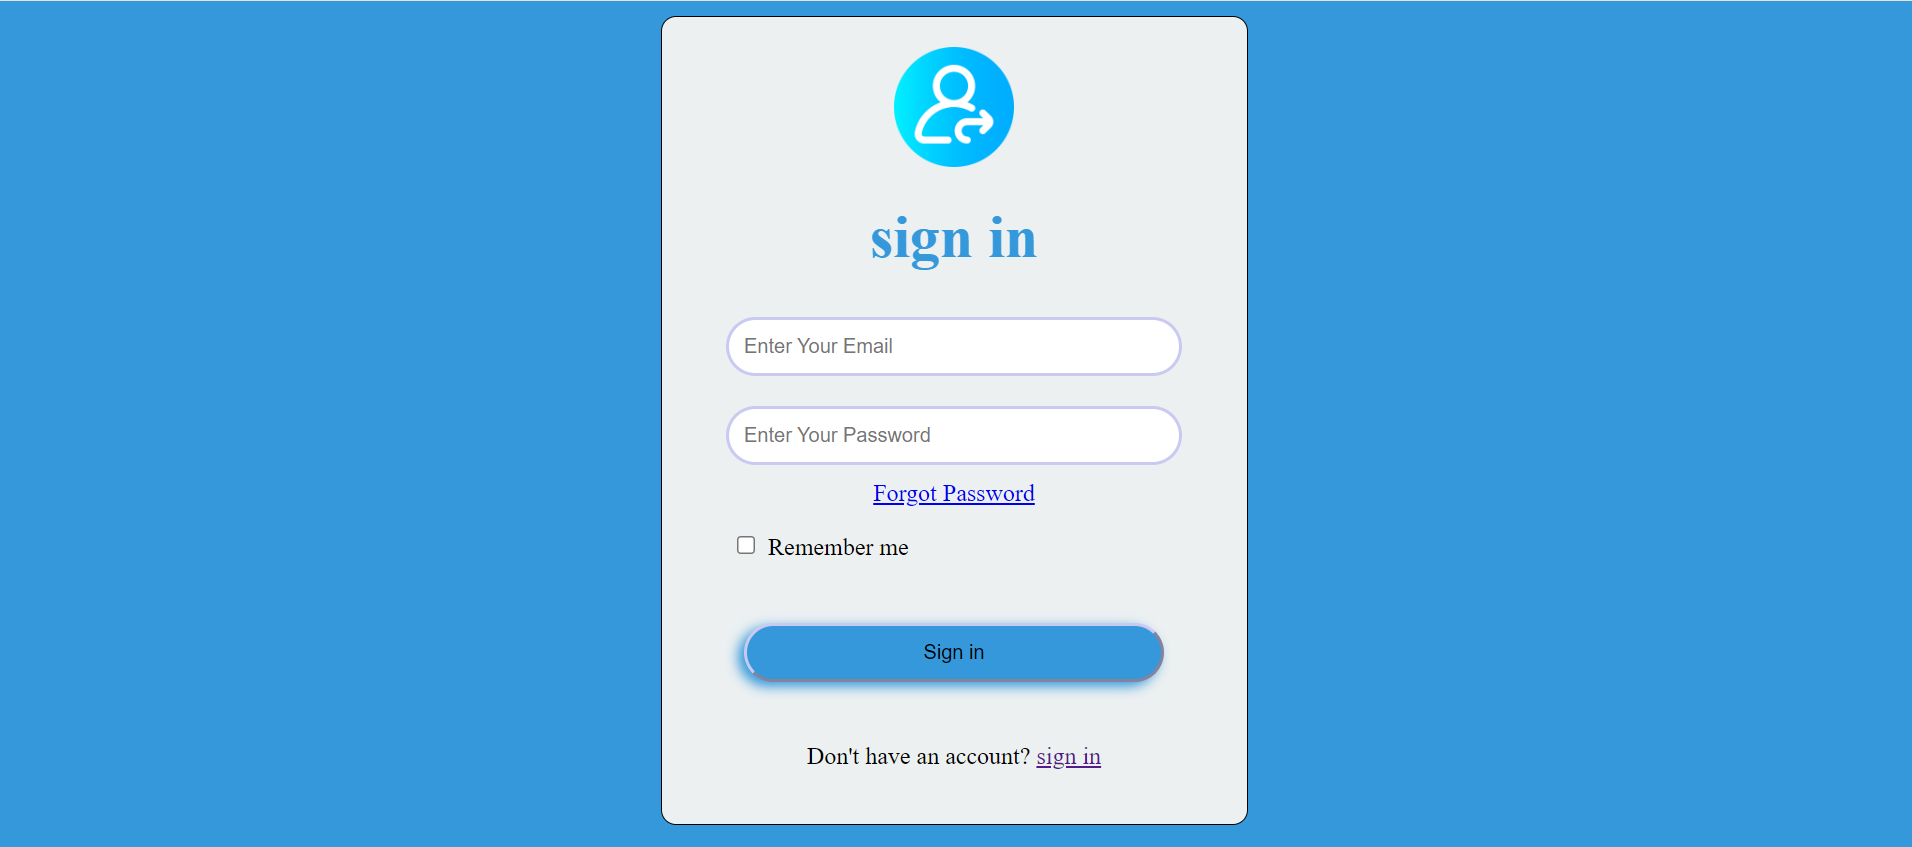 sign in
Enter Your Email
Enter Your Password
Forgot Password
Remember me
Sign in
Don't have an account? sign in